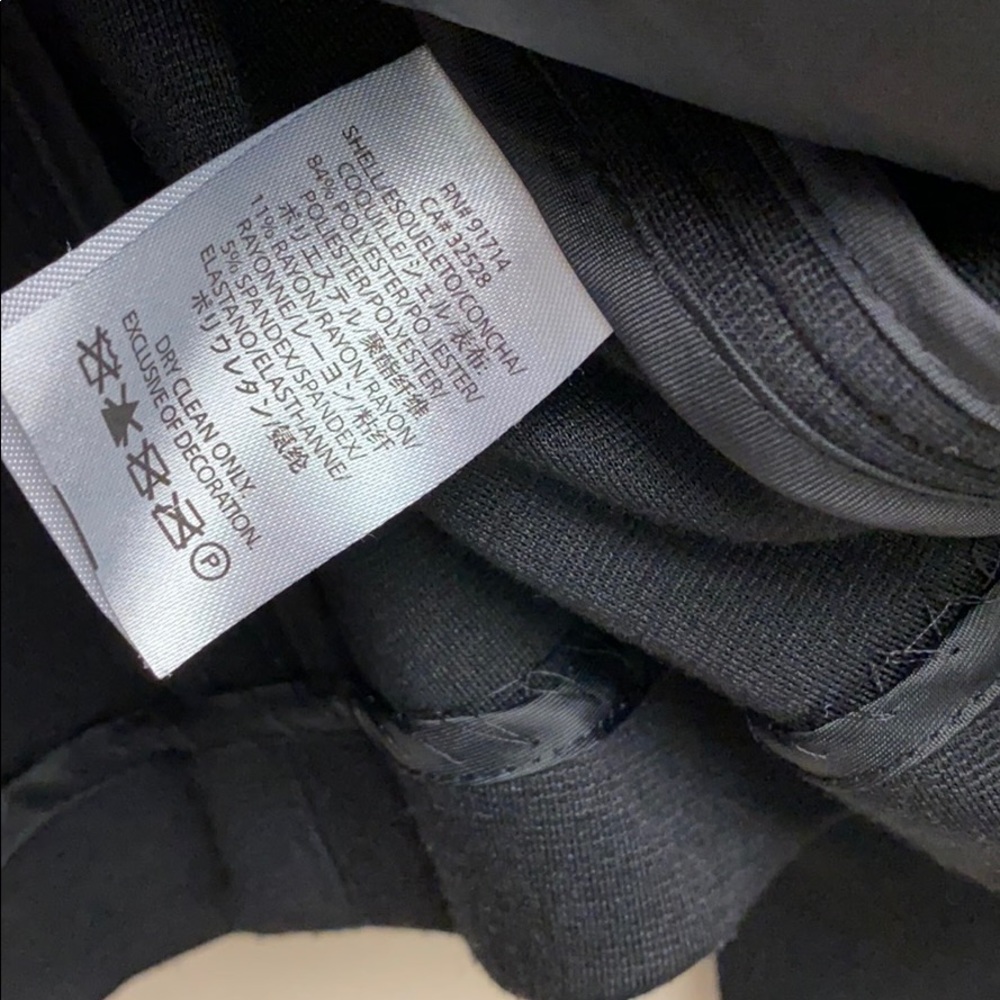 RN# 91714
CA# 32528
SHELL/ESQUELETO/CONCHA/
COQUILLE/シェル/表布
84% POLYESTER/POLIESTER/
POLIESTER/POLYESTER/
ポリエステル/聚酯纤维
11% RAYON/RAYON/RAYON/
RAYONNE/レーヨン/粘纤
5% SPANDEX/SPANDEX/
ELASTANO/ELASTHANNE/
ポリウレタン/氨纶
DRY CLEAN ONLY
EXCLUSIVE OF DECORATION.
P